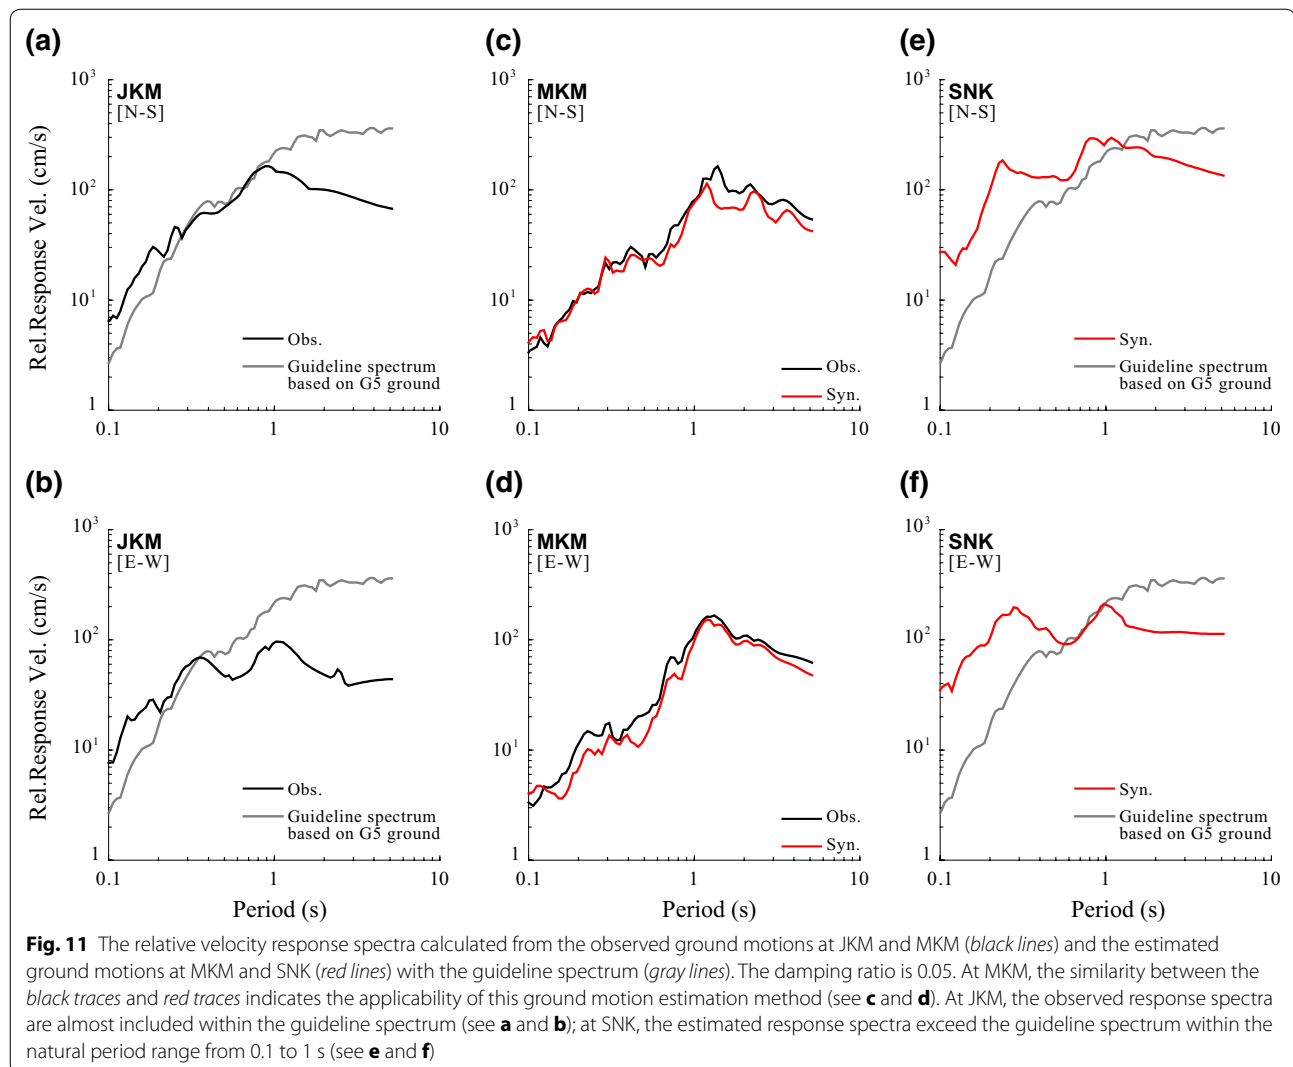 (a)
Rel.Response Vel. (cm/s)
10³
10²
10¹
1
JKM
[N-S]
Obs.
Guideline spectrum
based on G5 ground
0.1 1 10
(c)
10³
10²
10¹
1
MKM
[N-S]
Obs.
Syn.
0.1 1 10
(e)
10³
10²
10¹
1
SNK
[N-S]
Syn.
Guideline spectrum
based on G5 ground
0.1 1 10
(b)
Rel.Response Vel. (cm/s)
10³
10²
10¹
1
JKM
[E-W]
Obs.
Guideline spectrum
based on G5 ground
0.1 1 10
Period (s)
(d)
10³
10²
10¹
1
MKM
[E-W]
Obs.
Syn.
0.1 1 10
Period (s)
(f)
10³
10²
10¹
1
SNK
[E-W]
Syn.
Guideline spectrum
based on G5 ground
0.1 1 10
Period (s)
Fig. 11 The relative velocity response spectra calculated from the observed ground motions at JKM and MKM (black lines) and the estimated
ground motions at MKM and SNK (red lines) with the guideline spectrum (gray lines). The damping ratio is 0.05. At MKM, the similarity between the
black traces and red traces indicates the applicability of this ground motion estimation method (see c and d). At JKM, the observed response spectra
are almost included within the guideline spectrum (see a and b); at SNK, the estimated response spectra exceed the guideline spectrum within the
natural period range from 0.1 to 1 s (see e and f)